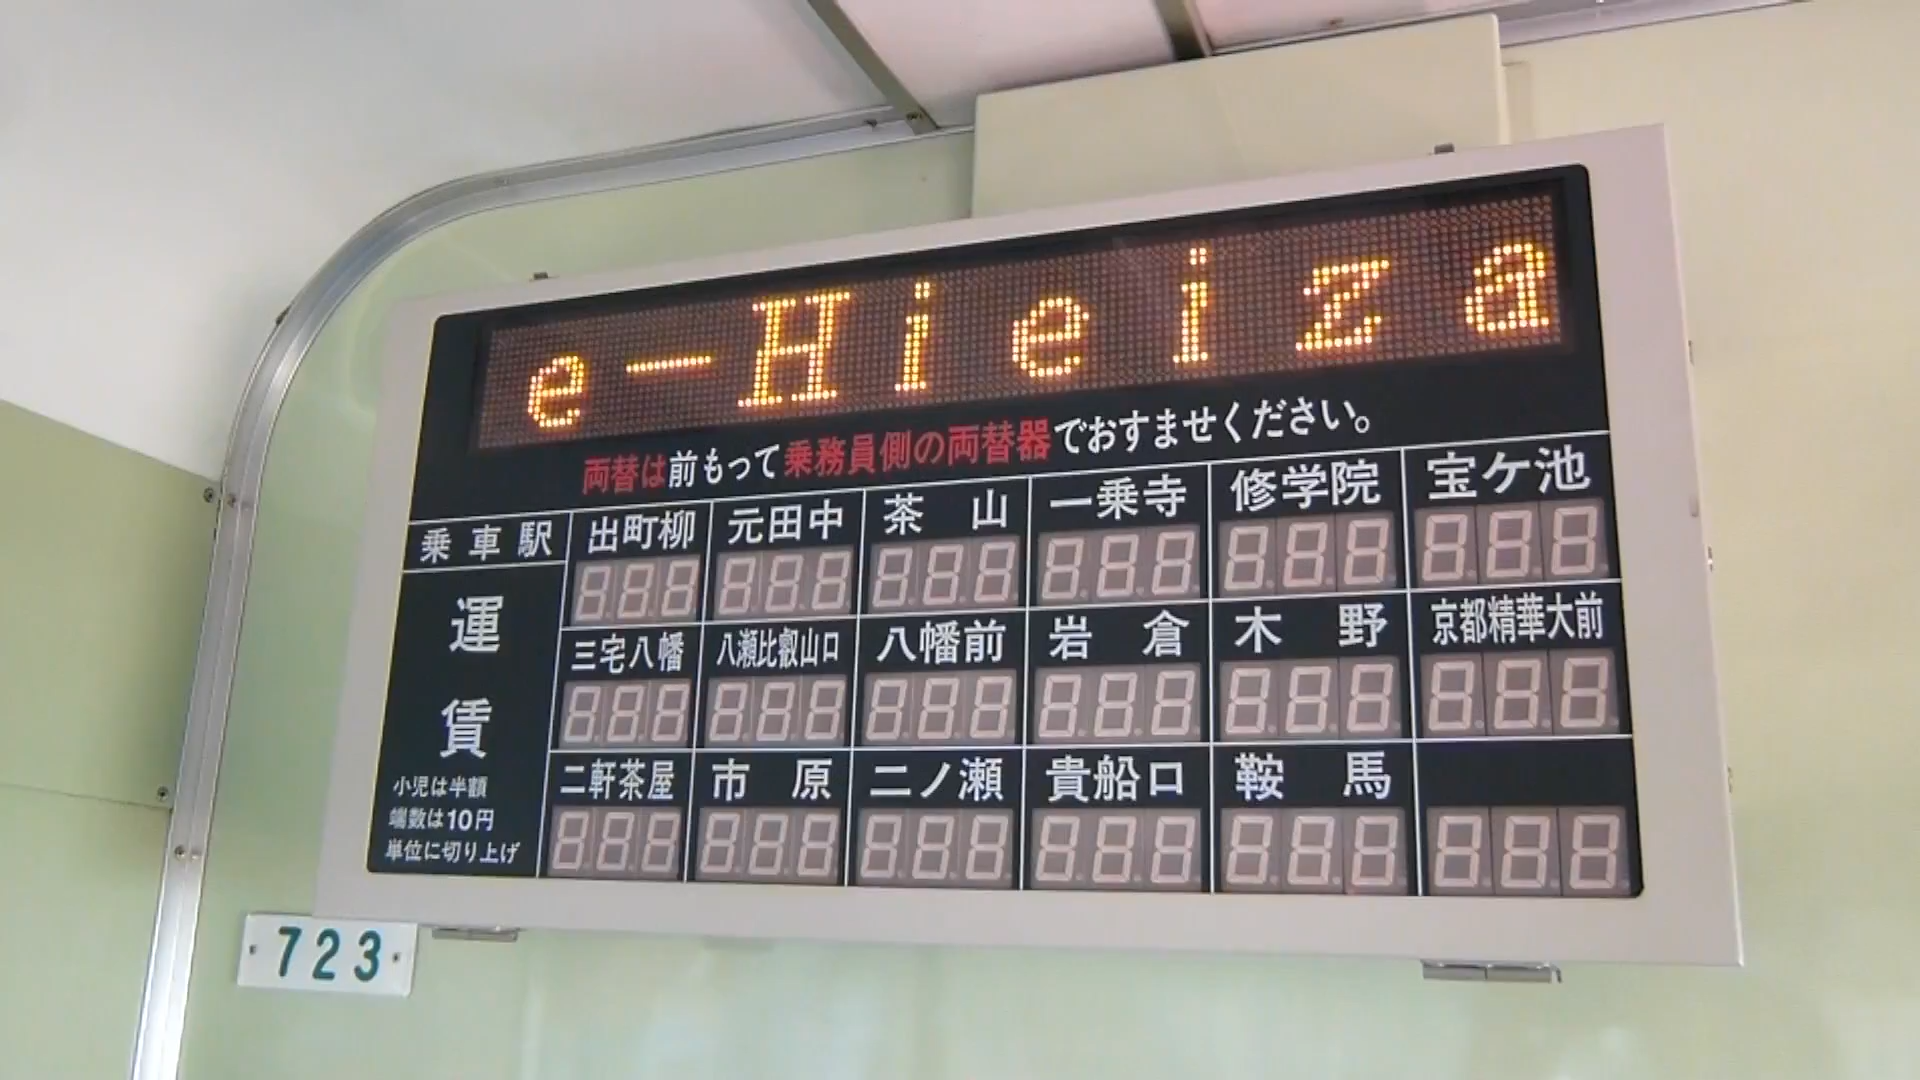 e-Hieiza
両替は前もって乗務員側の両替器でおすませください。
乗車駅 出町柳 元田中 茶山 一乗寺 修学院 宝ケ池
運賃
三宅八幡 八瀬比叡山口 八幡前 岩倉 木野 京都精華大前
二軒茶屋 市原 二ノ瀬 貴船口 鞍馬
小児は半額
端数は10円
単位に切り上げ
723